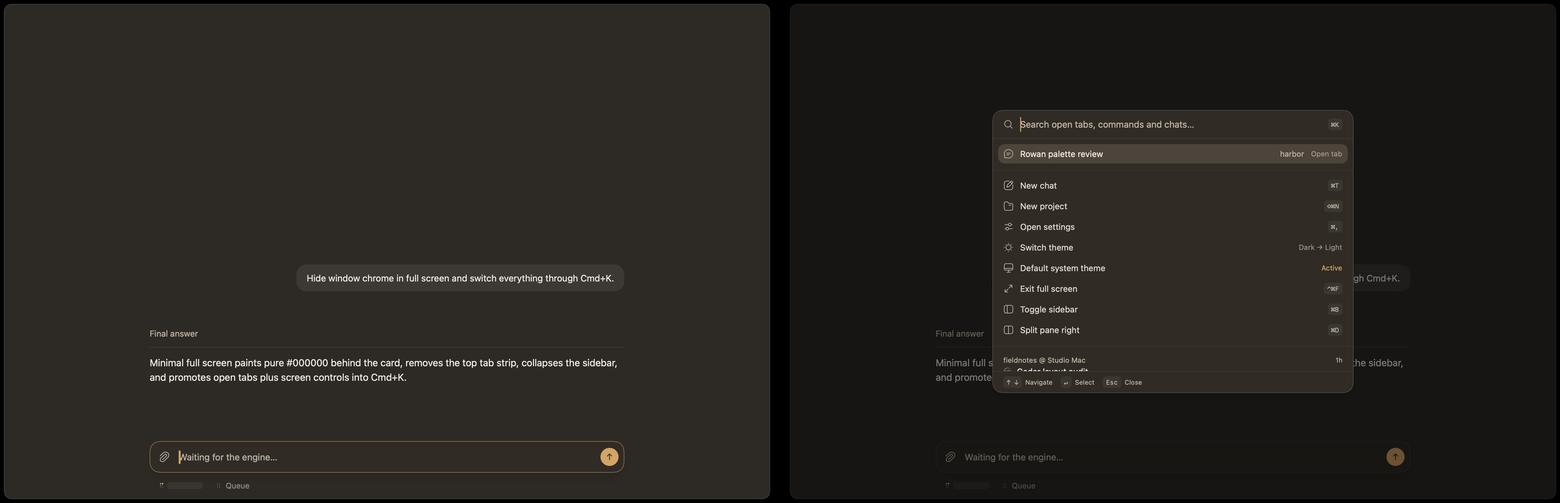 Hide window chrome in full screen and switch everything through Cmd+K.
Final answer
Minimal full screen paints pure #000000 behind the card, removes the top tab strip, collapses the sidebar,
and promotes open tabs plus screen controls into Cmd+K.
Waiting for the engine...
Queue
Search open tabs, commands and chats... ⌘K
Rowan palette review harbor Open tab
New chat ⌘T
New project ⇧⌘N
Open settings ⌘,
Switch theme Dark → Light
Default system theme Active
Exit full screen ^⌘F
Toggle sidebar ⌘B
Split pane right ⌘D
fieldnotes @ Studio Mac 1h
↑ ↓ Navigate ↵ Select Esc Close
gh Cmd+K.
Final answer
Minimal full s
the sidebar,
and promote
Waiting for the engine...
Queue